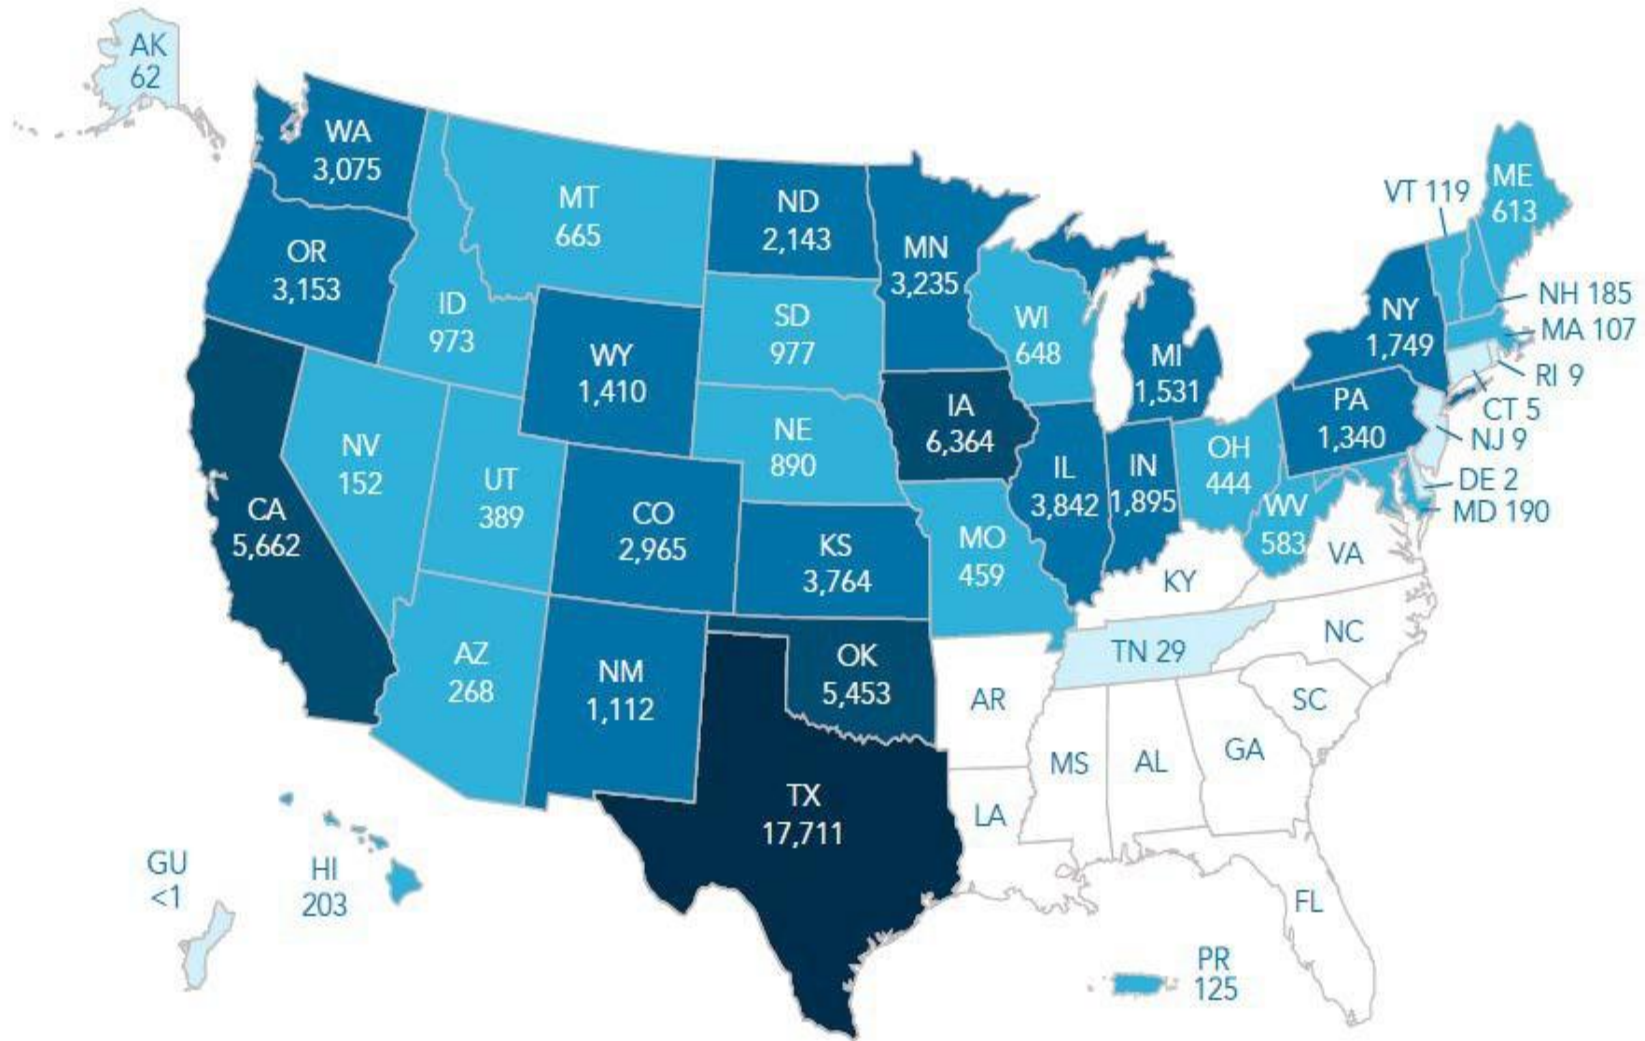 AK
62
WA
3,075
MT
665
ND
2,143
MN
3,235
VT 119
ME
613
OR
3,153
ID
973
WY
1,410
SD
977
WI
648
MI
1,531
NY
1,749
NH 185
MA 107
RI 9
CT 5
NJ 9
DE 2
MD 190
PA
1,340
NV
152
UT
389
CO
2,965
NE
890
IA
6,364
IL
3,842
IN
1,895
OH
444
WV
583
VA
CA
5,662
KS
3,764
MO
459
KY
NC
TN 29
AZ
268
NM
1,112
OK
5,453
AR
SC
MS
AL
GA
TX
17,711
LA
GU
<1
HI
203
FL
PR
125